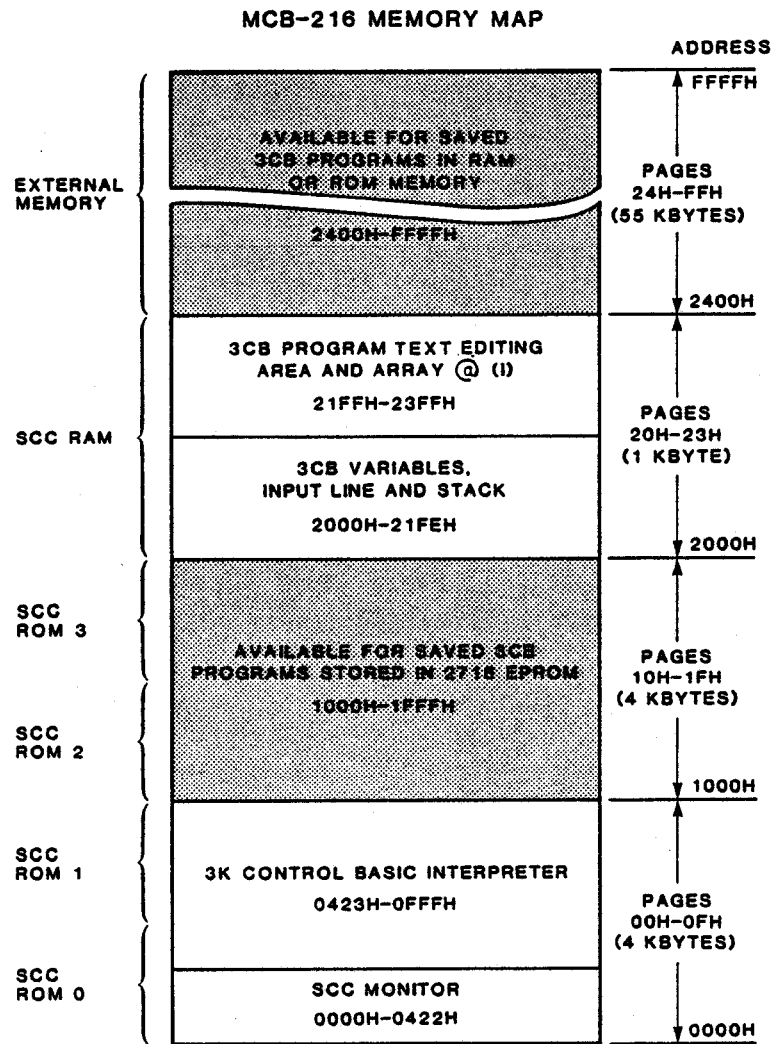 MCB-216 MEMORY MAP
ADDRESS
FFFFH
AVAILABLE FOR SAVED
3CB PROGRAMS IN RAM
OR ROM MEMORY
2400H-FFFFH
EXTERNAL
MEMORY
PAGES
24H-FFH
(55 KBYTES)
2400H
3CB PROGRAM TEXT EDITING
AREA AND ARRAY @ (I)
21FFH-23FFH
SCC RAM
3CB VARIABLES,
INPUT LINE AND STACK
2000H-21FEH
PAGES
20H-23H
(1 KBYTE)
2000H
SCC
ROM 3
AVAILABLE FOR SAVED 3CB
PROGRAMS STORED IN 2716 EPROM
1000H-1FFFH
SCC
ROM 2
PAGES
10H-1FH
(4 KBYTES)
1000H
SCC
ROM 1
3K CONTROL BASIC INTERPRETER
0423H-0FFFH
PAGES
00H-0FH
(4 KBYTES)
SCC
ROM 0
SCC MONITOR
0000H-0422H
0000H